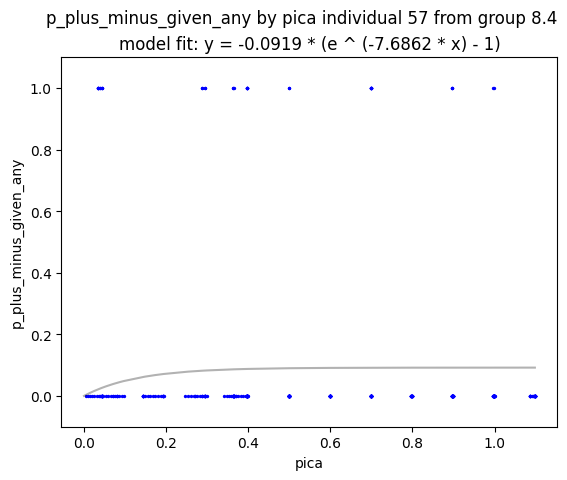 p_plus_minus_given_any by pica individual 57 from group 8.4
model fit: y = -0.0919 * (e ^ (-7.6862 * x) - 1)
1.0
0.8
0.6
0.4
0.2
0.0
p_plus_minus_given_any
0.0 0.2 0.4 0.6 0.8 1.0
pica